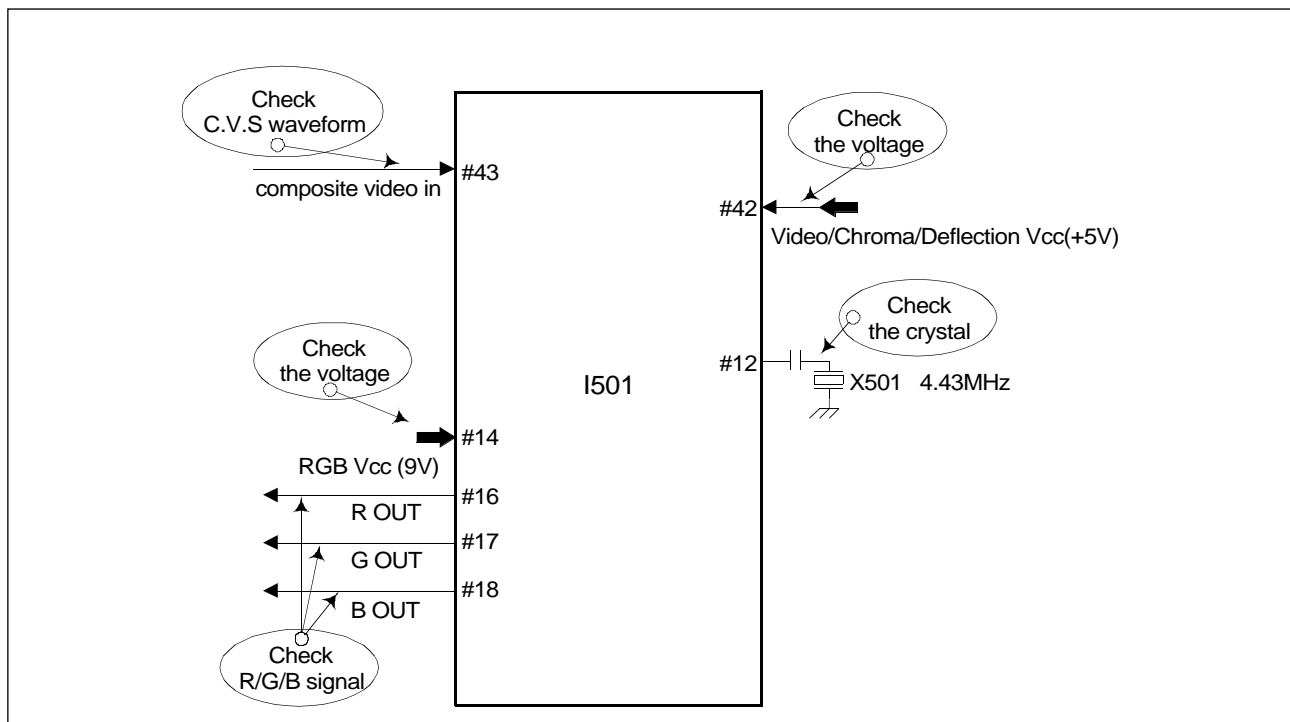 Check
C.V.S waveform
#43
composite video in
Check
the voltage
#42
Video/Chroma/Deflection Vcc(+5V)
Check
the crystal
#12
X501 4.43MHz
Check
the voltage
I501
#14
RGB Vcc (9V)
#16
R OUT
#17
G OUT
#18
B OUT
Check
R/G/B signal